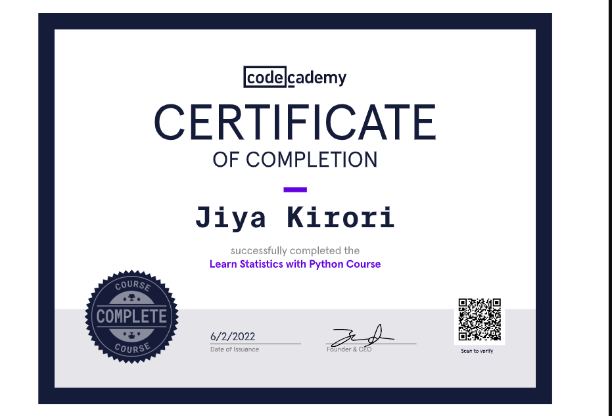 codecademy
CERTIFICATE
OF COMPLETION
Jiya Kirori
successfully completed the
Learn Statistics with Python Course
COURSE
COMPLETE
COURSE
6/2/2022
Date of Issuance
Founder & CEO
Scan to verify